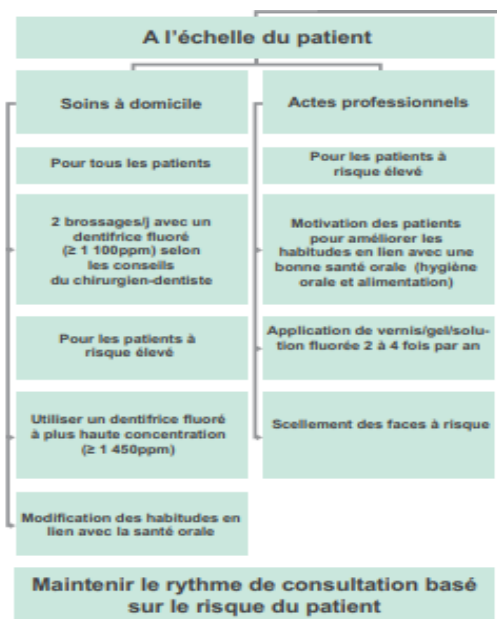 A l'échelle du patient
Soins à domicile
Pour tous les patients
2 brossages/j avec un
dentifrice fluoré
(≥ 1 100ppm) selon
les conseils
du chirurgien-dentiste
Pour les patients à
risque élevé
Utiliser un dentifrice fluoré
à plus haute concentration
(≥ 1 450ppm)
Modification des habitudes en
lien avec la santé orale
Actes professionnels
Pour les patients à
risque élevé
Motivation des patients
pour améliorer les
habitudes en lien avec une
bonne santé orale (hygiène
orale et alimentation)
Application de vernis/gel/solu-
tion fluorée 2 à 4 fois par an
Scellement des faces à risque
Maintenir le rythme de consultation basé
sur le risque du patient